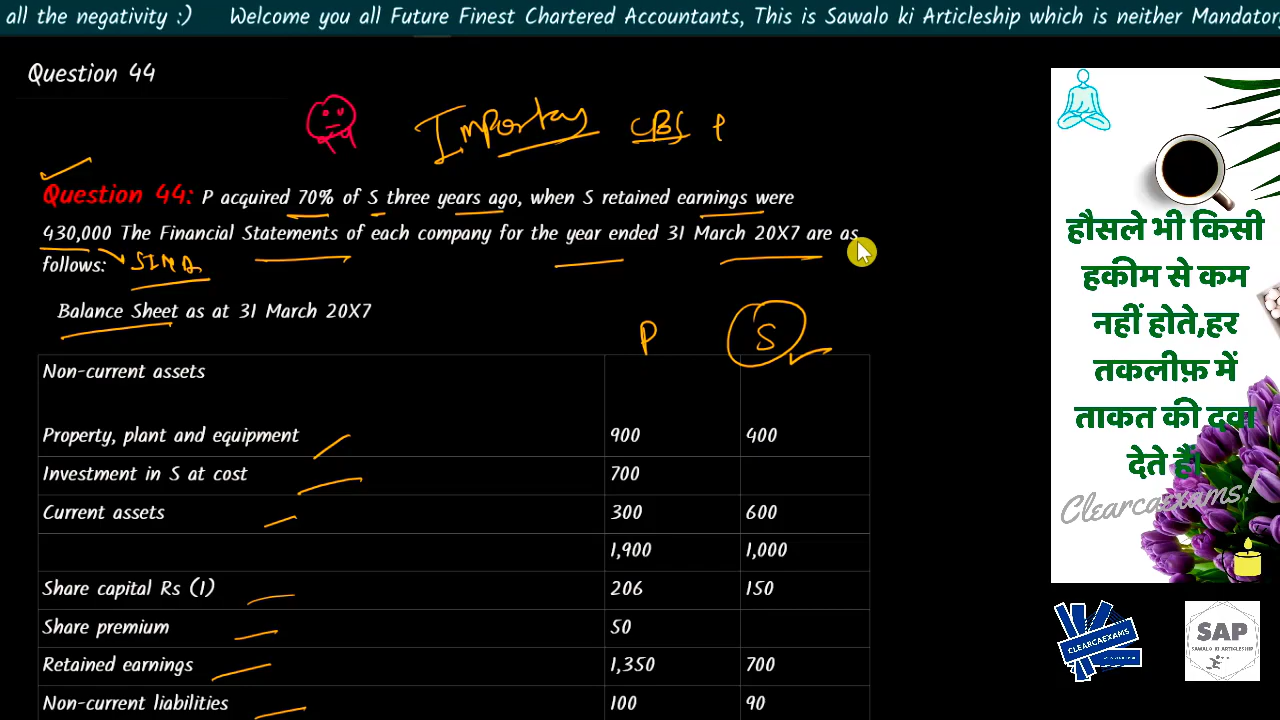 all the negativity :) Welcome you all Future Finest Chartered Accountants, This is Sawalo ki Articleship which is neither Mandator
Question 44
Important CBS P
Question 44: P acquired 70% of S three years ago, when S retained earnings were
430,000 The Financial Statements of each company for the year ended 31 March 20X7 are as
follows:
Balance Sheet as at 31 March 20X7
P S
Non-current assets
Property, plant and equipment 900 400
Investment in S at cost 700
Current assets 300 600
1,900 1,000
Share capital Rs (1) 206 150
Share premium 50
Retained earnings 1,350 700
Non-current liabilities 100 90
हौसले भी किसी
हकीम से कम
नहीं होते,हर
तकलीफ़ में
ताकत की दवा
देते हैं।
Clearcaexams!
CLEARCAEXAMS
SAP
SAWALO KI ARTICLESHIP